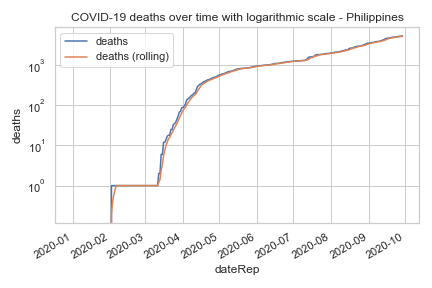 COVID-19 deaths over time with logarithmic scale - Philippines
deaths
deaths (rolling)
10³
10²
10¹
10⁰
deaths
2020-01
2020-02
2020-03
2020-04
2020-05
2020-06
2020-07
2020-08
2020-09
2020-10
dateRep